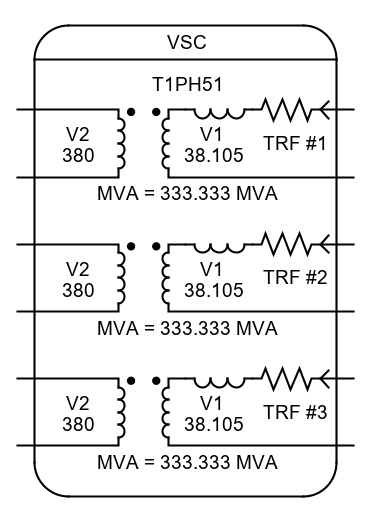 VSC
T1PH51
V2 V1
380 38.105 TRF #1
MVA = 333.333 MVA
V2 V1
380 38.105 TRF #2
MVA = 333.333 MVA
V2 V1
380 38.105 TRF #3
MVA = 333.333 MVA